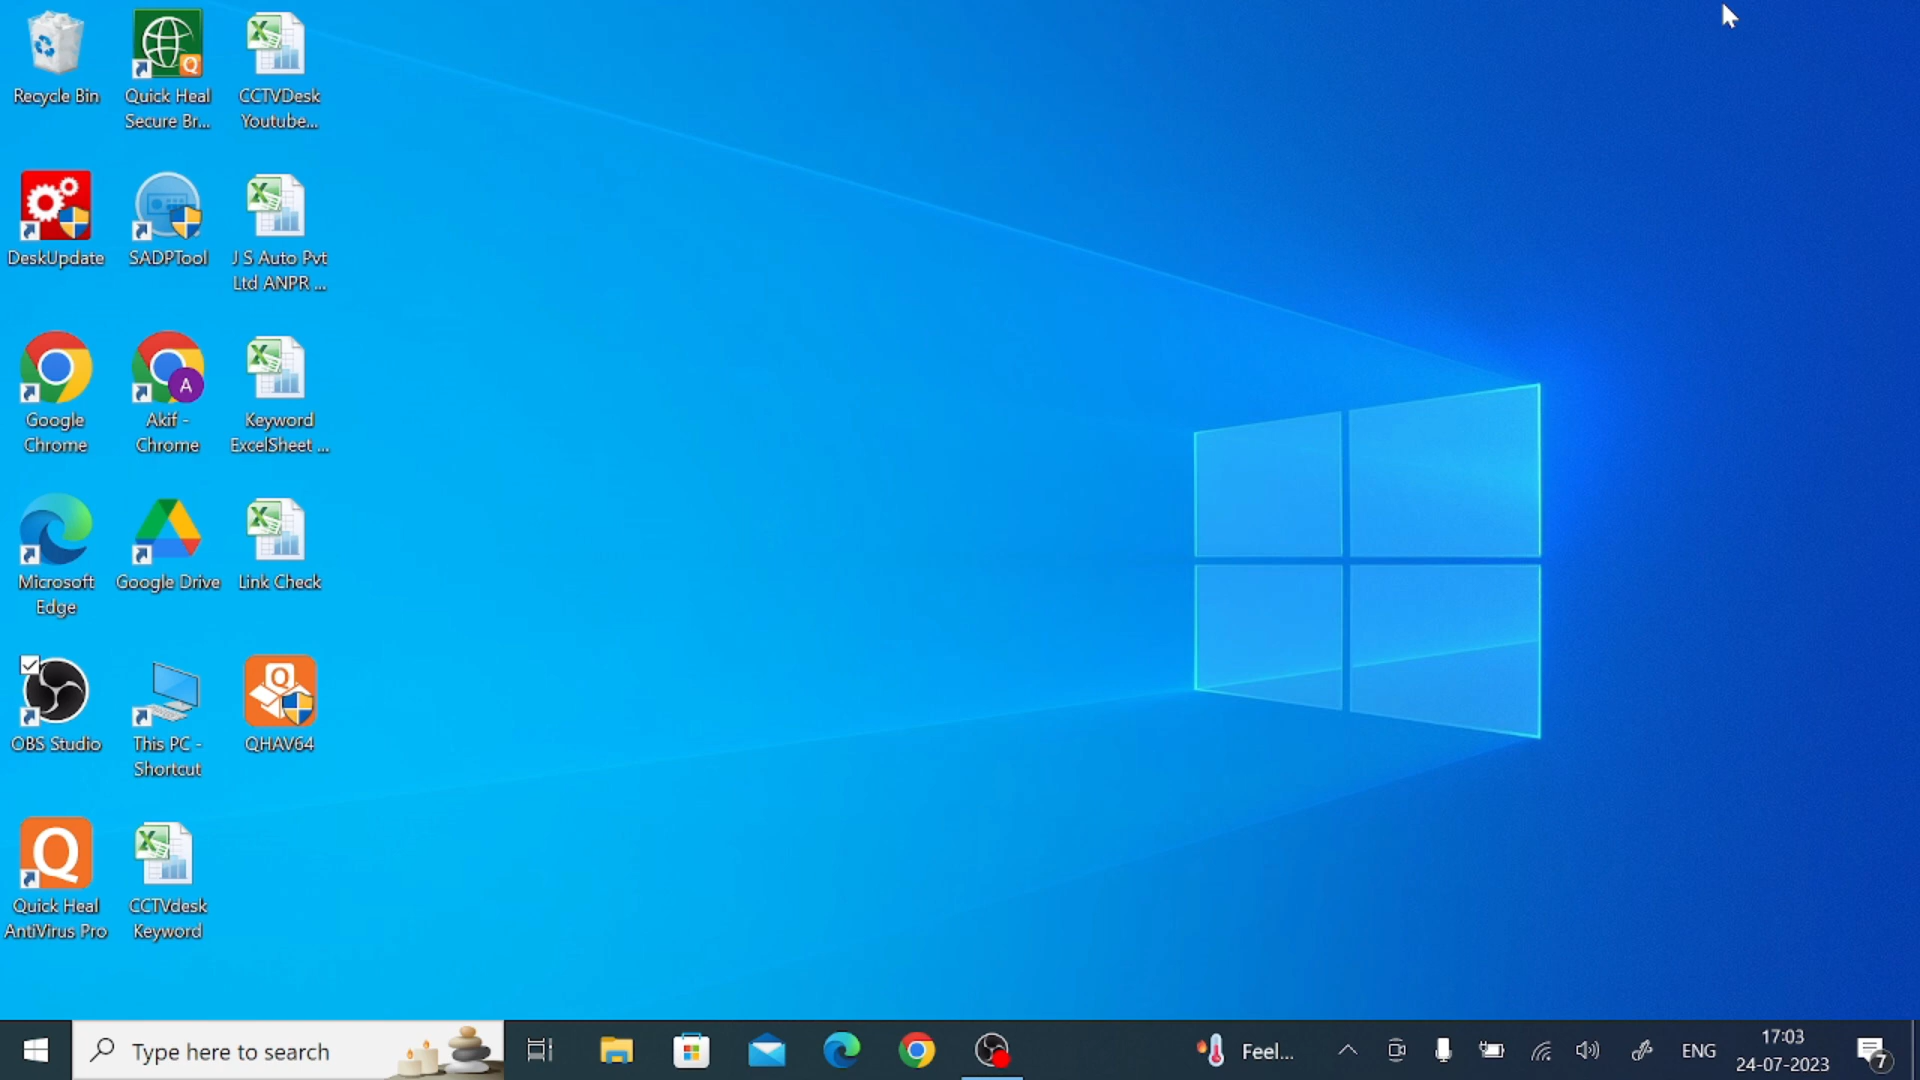 Recycle Bin
Quick Heal
Secure Br...
CCTVDesk
Youtube...
DeskUpdate
SADPTool
J S Auto Pvt
Ltd ANPR ...
Google
Chrome
A
Akif -
Chrome
Keyword
ExcelSheet ...
Microsoft
Edge
Google Drive
Link Check
OBS Studio
This PC -
Shortcut
QHAV64
Quick Heal
AntiVirus Pro
CCTVdesk
Keyword
Type here to search
Feel...
ENG
17:03
24-07-2023
7